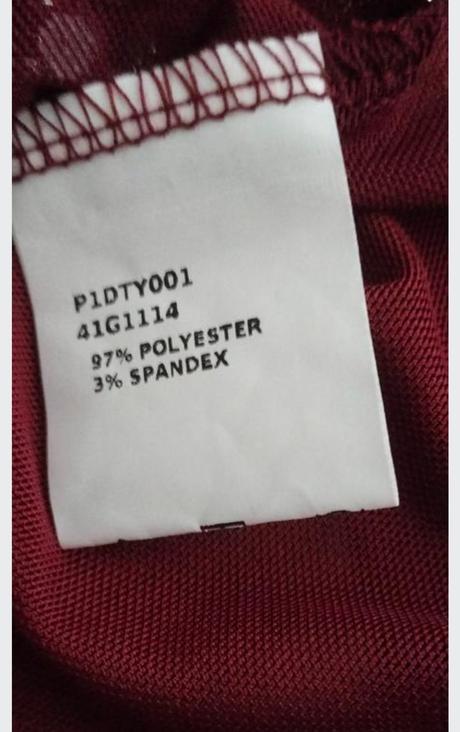 P1DTY001
41G1114
97% POLYESTER
3% SPANDEX